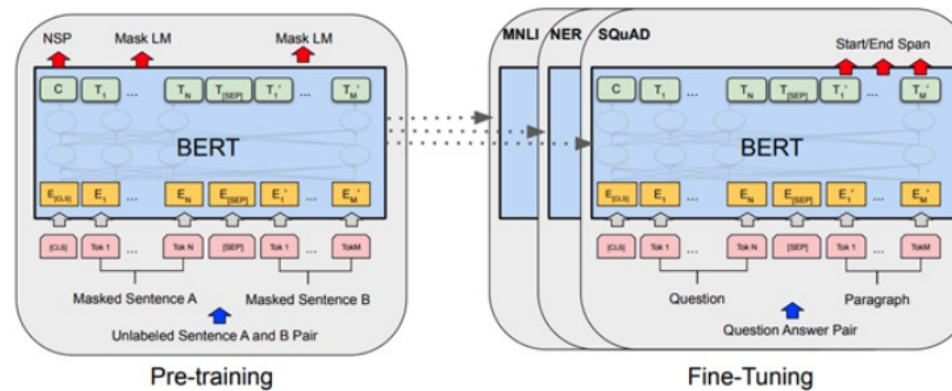 NSP Mask LM Mask LM
C T1 ... TN T[SEP] T1' ... TM'
BERT
E[CLS] E1 ... EN E[SEP] E1' ... EM'
[CLS] Tok 1 ... Tok N [SEP] Tok 1 ... TokM
Masked Sentence A Masked Sentence B
Unlabeled Sentence A and B Pair
Pre-training
MNLI NER SQuAD
Start/End Span
C T1 ... TN T[SEP] T1' ... TM'
BERT
E[CLS] E1 ... EN E[SEP] E1' ... EM'
[CLS] Tok 1 ... Tok N [SEP] Tok 1 ... TokM
Question Paragraph
Question Answer Pair
Fine-Tuning